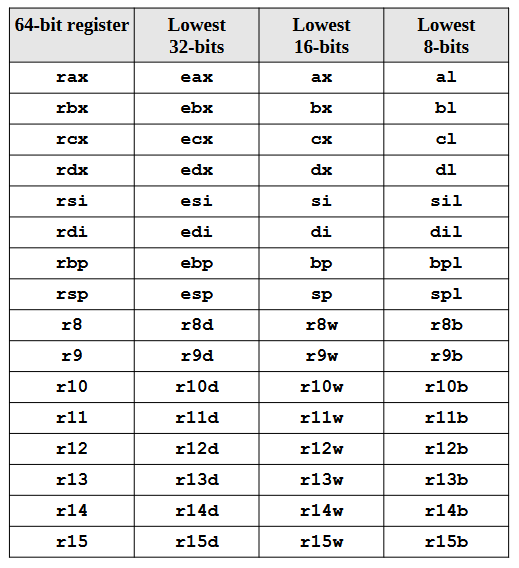 64-bit register Lowest 32-bits Lowest 16-bits Lowest 8-bits
rax eax ax al
rbx ebx bx bl
rcx ecx cx cl
rdx edx dx dl
rsi esi si sil
rdi edi di dil
rbp ebp bp bpl
rsp esp sp spl
r8 r8d r8w r8b
r9 r9d r9w r9b
r10 r10d r10w r10b
r11 r11d r11w r11b
r12 r12d r12w r12b
r13 r13d r13w r13b
r14 r14d r14w r14b
r15 r15d r15w r15b